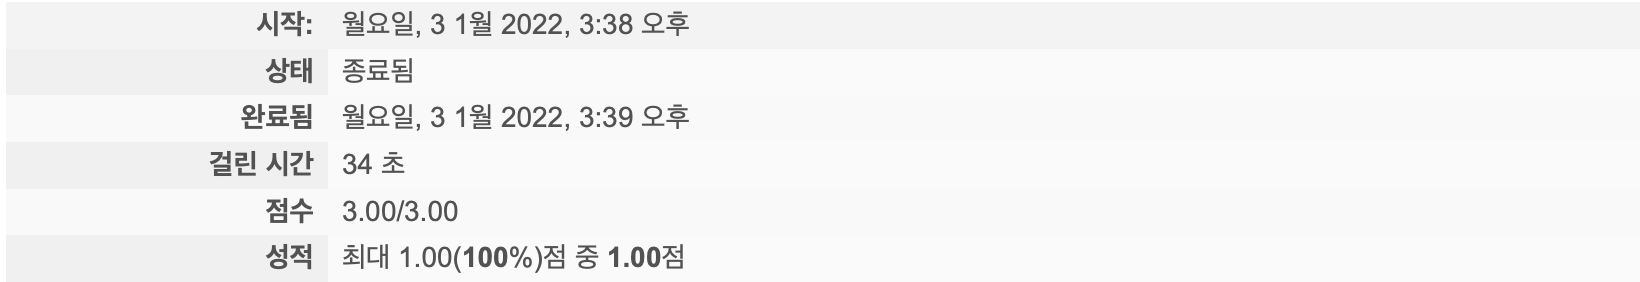 시작: 월요일, 3 1월 2022, 3:38 오후
상태 종료됨
완료됨 월요일, 3 1월 2022, 3:39 오후
걸린 시간 34 초
점수 3.00/3.00
성적 최대 1.00(100%)점 중 1.00점